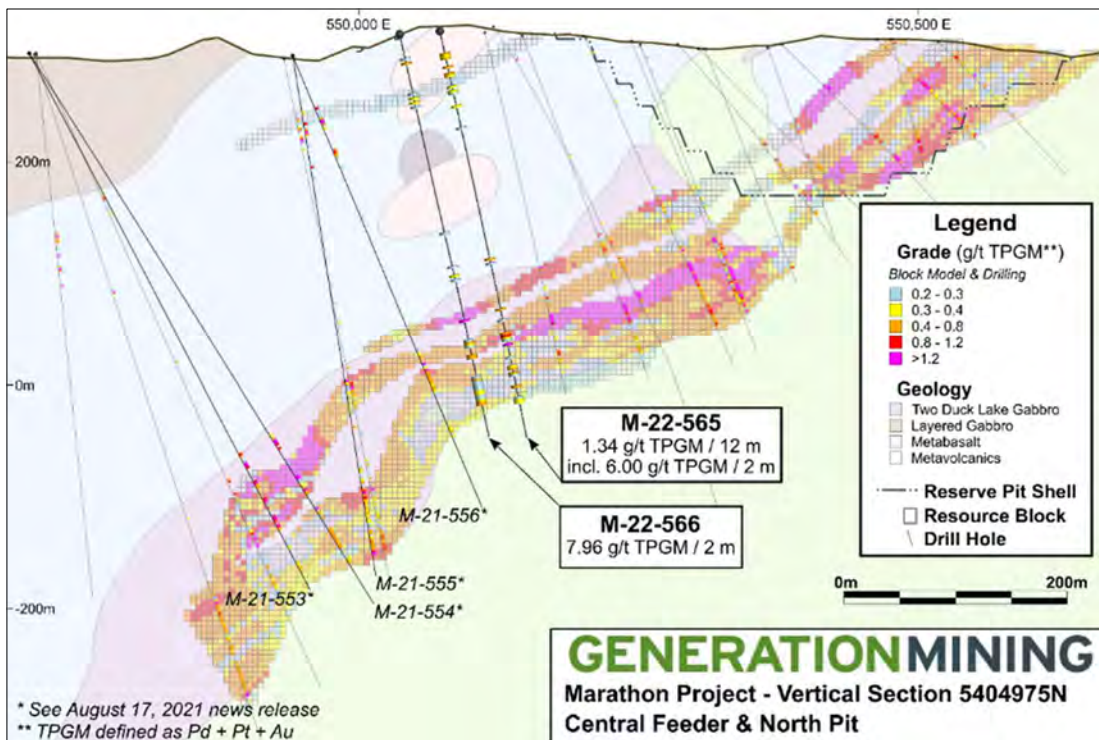 550,000 E
550,500 E
200m
0m
-200m
Legend
Grade (g/t TPGM**)
Block Model & Drilling
0.2 - 0.3
0.3 - 0.4
0.4 - 0.8
0.8 - 1.2
>1.2
Geology
Two Duck Lake Gabbro
Layered Gabbro
Metabasalt
Metavolcanics
Reserve Pit Shell
Resource Block
Drill Hole
0m 200m
M-22-565
1.34 g/t TPGM / 12 m
incl. 6.00 g/t TPGM / 2 m
M-22-566
7.96 g/t TPGM / 2 m
M-21-556*
M-21-555*
M-21-553*
M-21-554*
* See August 17, 2021 news release
** TPGM defined as Pd + Pt + Au
GENERATIONMINING
Marathon Project - Vertical Section 5404975N
Central Feeder & North Pit